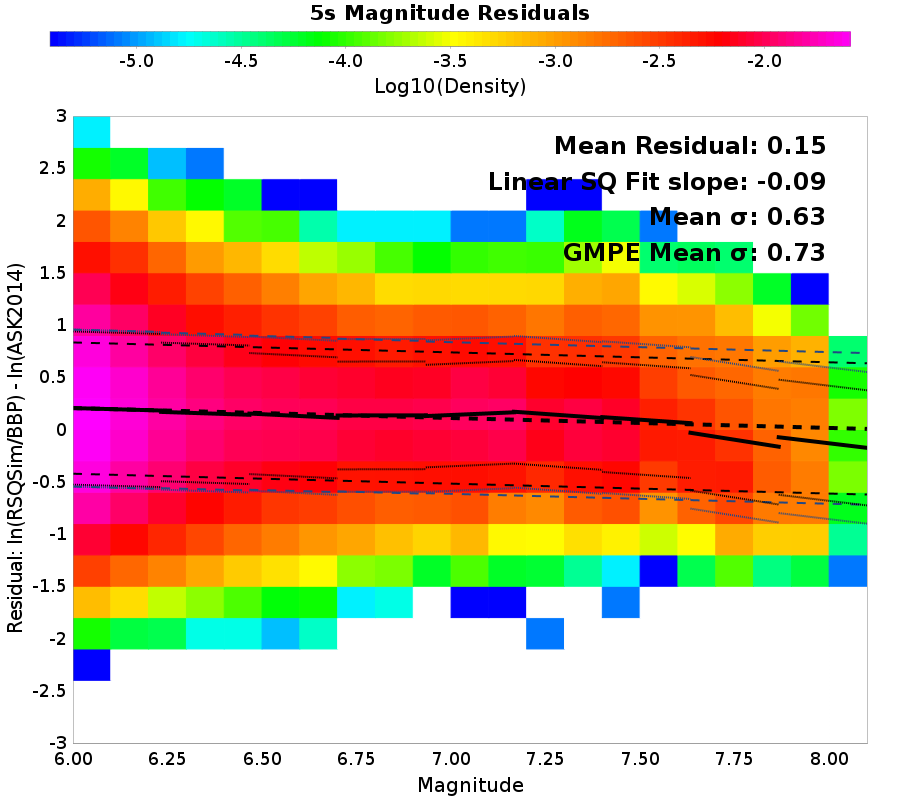 5s Magnitude Residuals
-5.0 -4.5 -4.0 -3.5 -3.0 -2.5 -2.0
Log10(Density)
Mean Residual: 0.15
Linear SQ Fit slope: -0.09
Mean σ: 0.63
GMPE Mean σ: 0.73
Residual: ln(RSQSim/BBP) - ln(ASK2014)
3
2.5
2
1.5
1
0.5
0
-0.5
-1
-1.5
-2
-2.5
-3
6.00 6.25 6.50 6.75 7.00 7.25 7.50 7.75 8.00
Magnitude